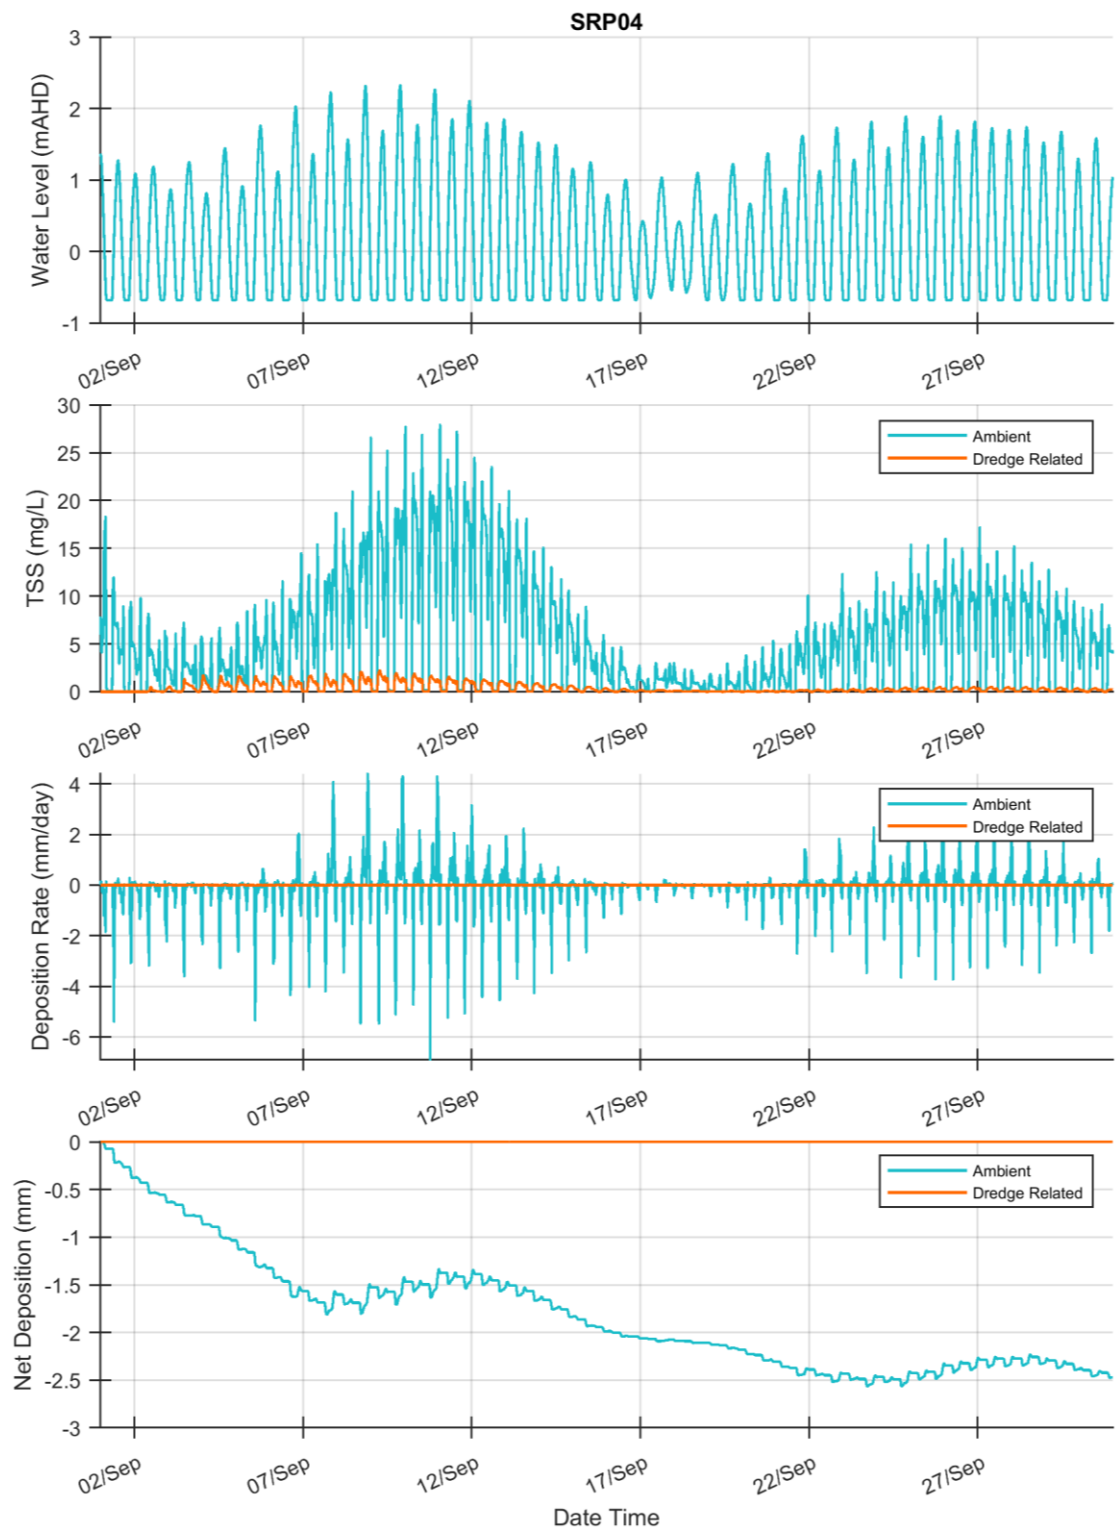 SRP04
Water Level (mAHD)
3
2
1
0
-1
02/Sep 07/Sep 12/Sep 17/Sep 22/Sep 27/Sep
TSS (mg/L)
30
25
20
15
10
5
0
Ambient
Dredge Related
02/Sep 07/Sep 12/Sep 17/Sep 22/Sep 27/Sep
Deposition Rate (mm/day)
4
2
0
-2
-4
-6
Ambient
Dredge Related
02/Sep 07/Sep 12/Sep 17/Sep 22/Sep 27/Sep
Net Deposition (mm)
0
-0.5
-1
-1.5
-2
-2.5
-3
Ambient
Dredge Related
02/Sep 07/Sep 12/Sep 17/Sep 22/Sep 27/Sep
Date Time